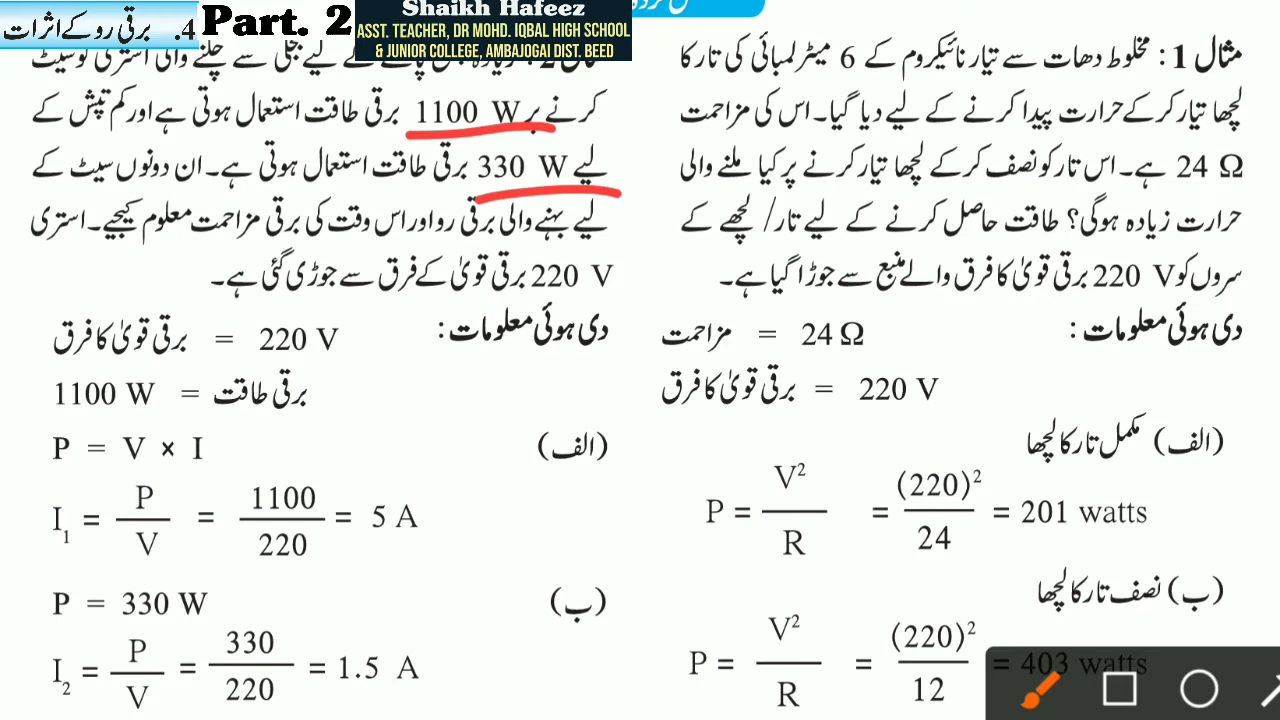 4. برقی رو کے اثرات
Part. 2
Shaikh Hafeez
ASST. TEACHER, DR MOHD. IQBAL HIGH SCHOOL
& JUNIOR COLLEGE, AMBAJOGAI DIST. BEED
مثال 1 : مخلوط دھات سے تیار نائیکروم کے 6 میٹر لمبائی کی تار کا
لچھا تیار کر کے حرارت پیدا کرنے کے لیے دیا گیا۔ اس کی مزاحمت
24 Ω ہے۔ اس تار کو نصف کر کے لچھا تیار کرنے پر کیا ملنے والی
حرارت زیادہ ہوگی؟ طاقت حاصل کرنے کے لیے تار/ لچھے کے
سروں کو 220 V برقی قویٰ کا فرق والے منبع سے جوڑا گیا ہے۔
دی ہوئی معلومات : مزاحمت = 24 Ω
برقی قویٰ کا فرق = 220 V
(الف) مکمل تار کا لچھا
P = V²/R = (220)²/24 = 201 watts
(ب) نصف تار کا لچھا
P = V²/R = (220)²/12 = 403 watts
کے لیے بجلی سے چلنے والی استری کو سیٹ
کرنے پر 1100 W برقی طاقت استعمال ہوتی ہے اور کم تپش کے
لیے 330 W برقی طاقت استعمال ہوتی ہے۔ ان دونوں سیٹ کے
لیے بہنے والی برقی رو اور اس وقت کی برقی مزاحمت معلوم کیجیے۔ استری
220 V برقی قویٰ کے فرق سے جوڑی گئی ہے۔
دی ہوئی معلومات : برقی قویٰ کا فرق = 220 V
برقی طاقت = 1100 W
(الف) P = V × I
I₁ = P/V = 1100/220 = 5 A
(ب) P = 330 W
I₂ = P/V = 330/220 = 1.5 A